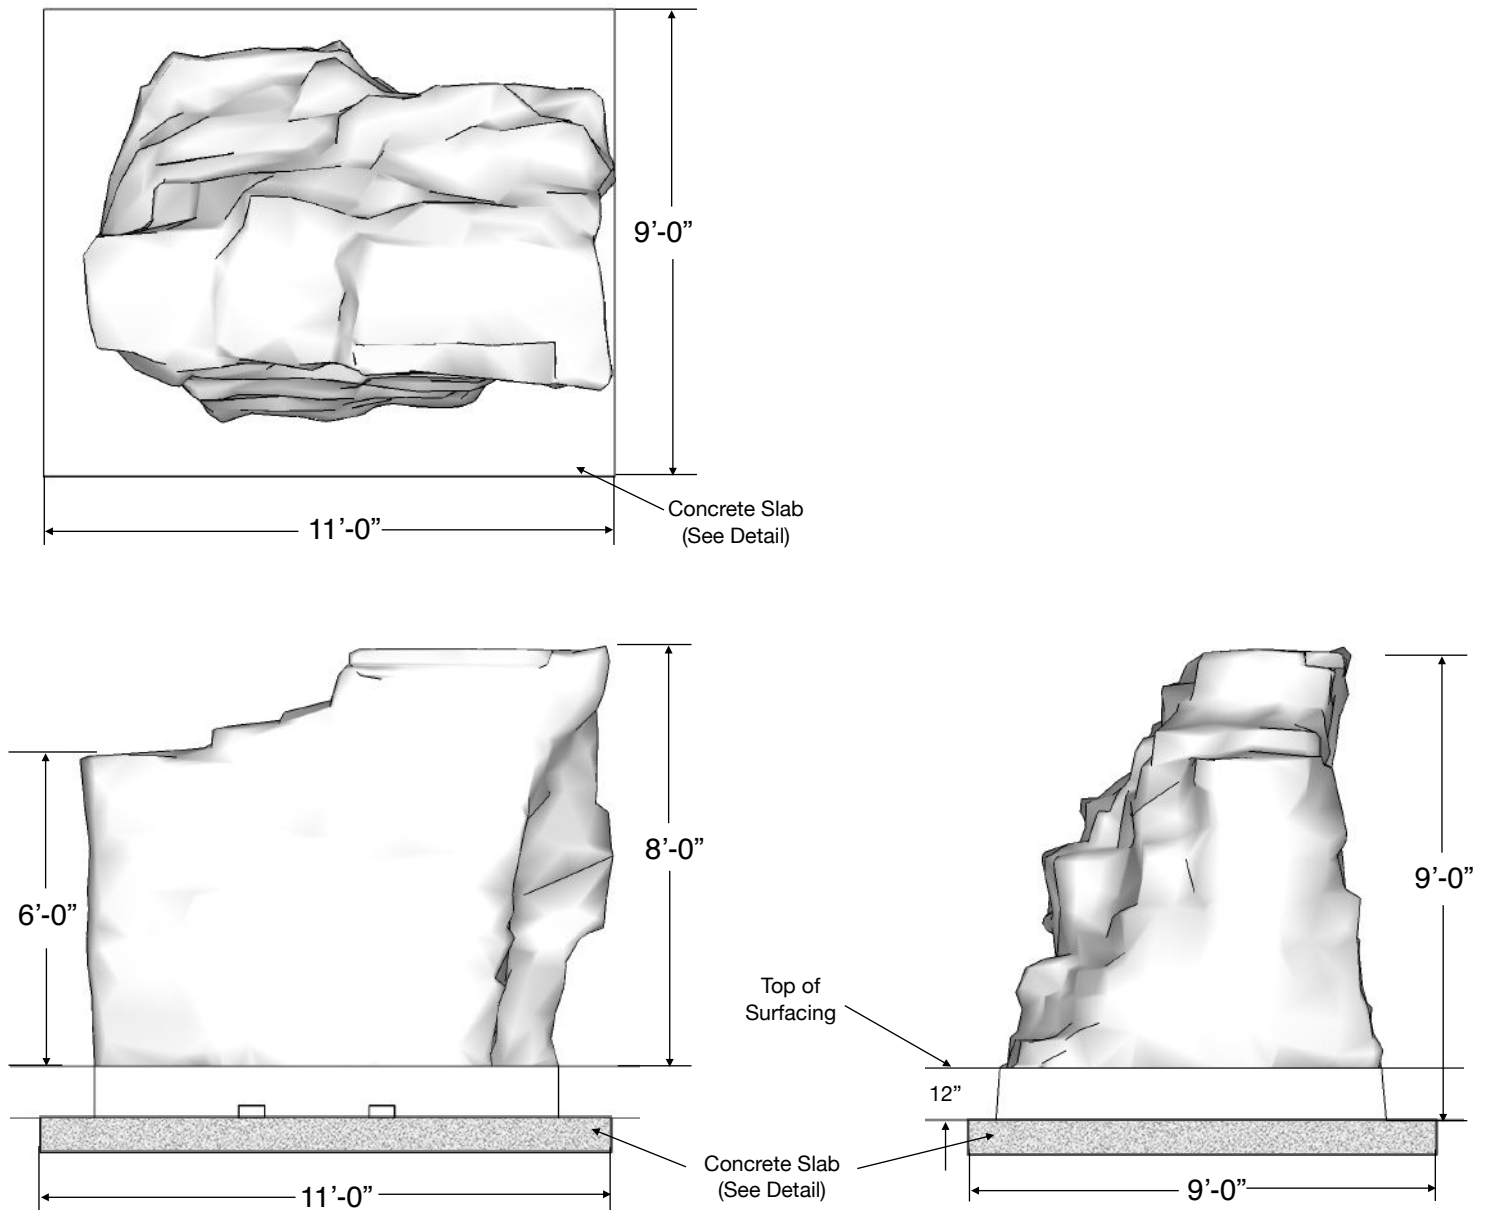 9’-0”
Concrete Slab
(See Detail)
11’-0”
8’-0”
6’-0”
9’-0”
Top of
Surfacing
12”
Concrete Slab
(See Detail)
11’-0”
9’-0”